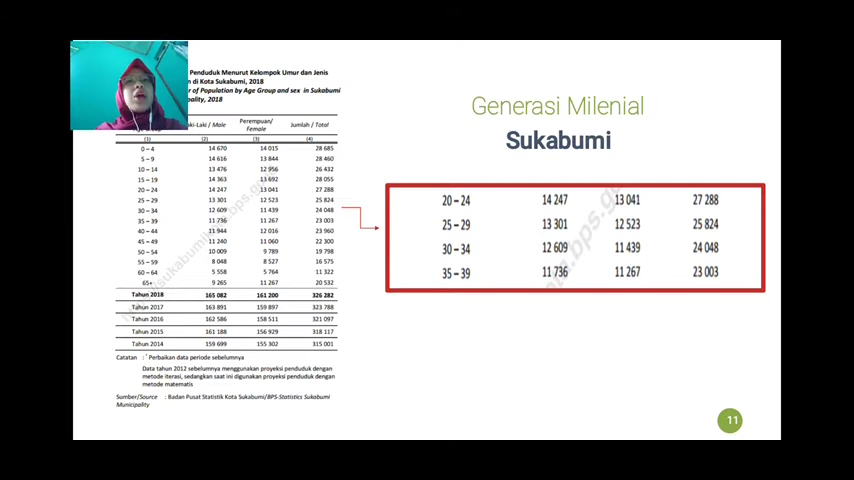 Penduduk Menurut Kelompok Umur dan Jenis
n di Kota Sukabumi, 2018
r of Population by Age Group and sex in Sukabumi
pality, 2018
aki-Laki / Male Perempuan/ Female Jumlah / Total
(1) (2) (3) (4)
0 – 4 14 670 14 015 28 685
5 – 9 14 616 13 844 28 460
10 – 14 13 476 12 956 26 432
15 – 19 14 363 13 692 28 055
20 – 24 14 247 13 041 27 288
25 – 29 13 301 12 523 25 824
30 – 34 12 609 11 439 24 048
35 – 39 11 736 11 267 23 003
40 – 44 11 944 12 016 23 960
45 – 49 11 240 11 060 22 300
50 – 54 10 009 9 789 19 798
55 – 59 8 048 8 527 16 575
60 – 64 5 558 5 764 11 322
65+ 9 265 11 267 20 532
Tahun 2018 165 082 161 200 326 282
Tahun 2017 163 891 159 897 323 788
Tahun 2016 162 586 158 511 321 097
Tahun 2015 161 188 156 929 318 117
Tahun 2014 159 699 155 302 315 001
Catatan : Perbaikan data periode sebelumnya
Data tahun 2012 sebelumnya menggunakan proyeksi penduduk dengan
metode iterasi, sedangkan saat ini digunakan proyeksi penduduk dengan
metode matematis
Sumber/Source : Badan Pusat Statistik Kota Sukabumi/BPS-Statistics Sukabumi
Municipality
Generasi Milenial
Sukabumi
20 – 24 14 247 13 041 27 288
25 – 29 13 301 12 523 25 824
30 – 34 12 609 11 439 24 048
35 – 39 11 736 11 267 23 003
11